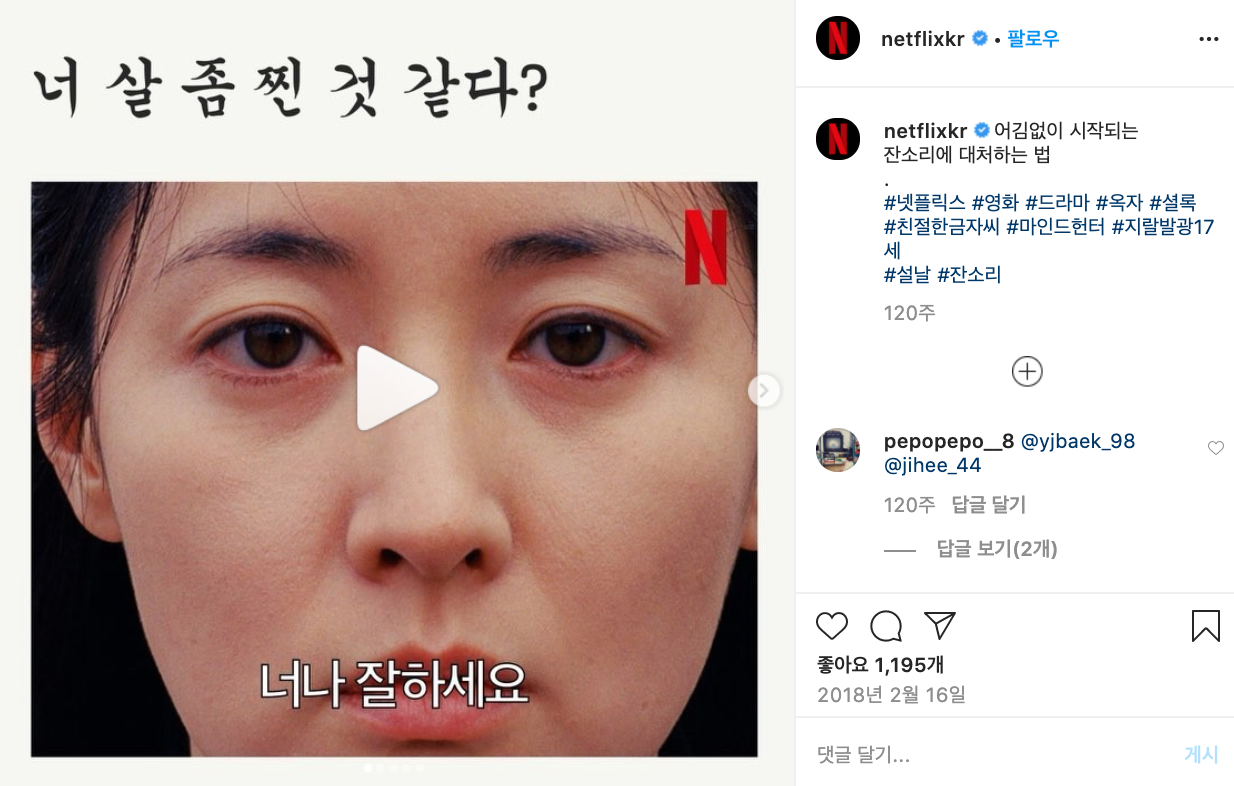 너 살 좀 찐 것 같다?
너나 잘하세요
netflixkr • 팔로우
netflixkr 어김없이 시작되는
잔소리에 대처하는 법
.
#넷플릭스 #영화 #드라마 #옥자 #셜록
#친절한금자씨 #마인드헌터 #지랄발광17
세
#설날 #잔소리
120주
pepopepo__8 @yjbaek_98
@jihee_44
120주 답글 달기
답글 보기(2개)
좋아요 1,195개
2018년 2월 16일
댓글 달기... 게시